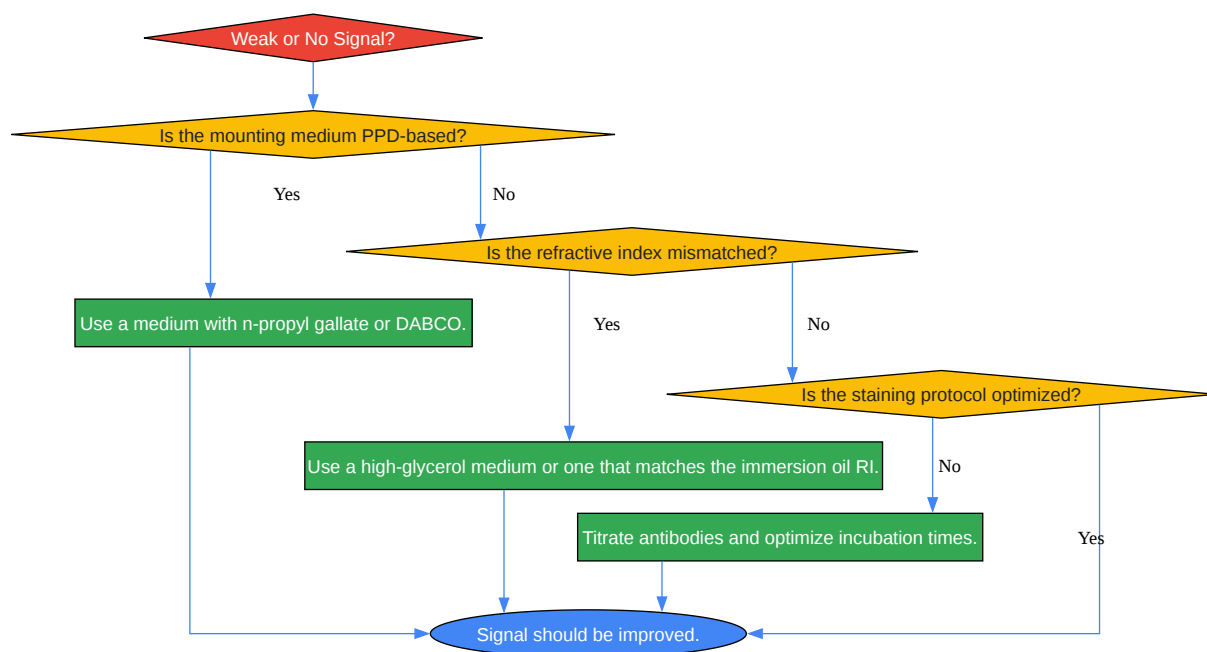 Weak or No Signal?
Is the mounting medium PPD-based?
Yes
No
Is the refractive index mismatched?
Use a medium with n-propyl gallate or DABCO.
Yes
No
Is the staining protocol optimized?
Use a high-glycerol medium or one that matches the immersion oil RI.
No
Titrate antibodies and optimize incubation times.
Yes
Signal should be improved.